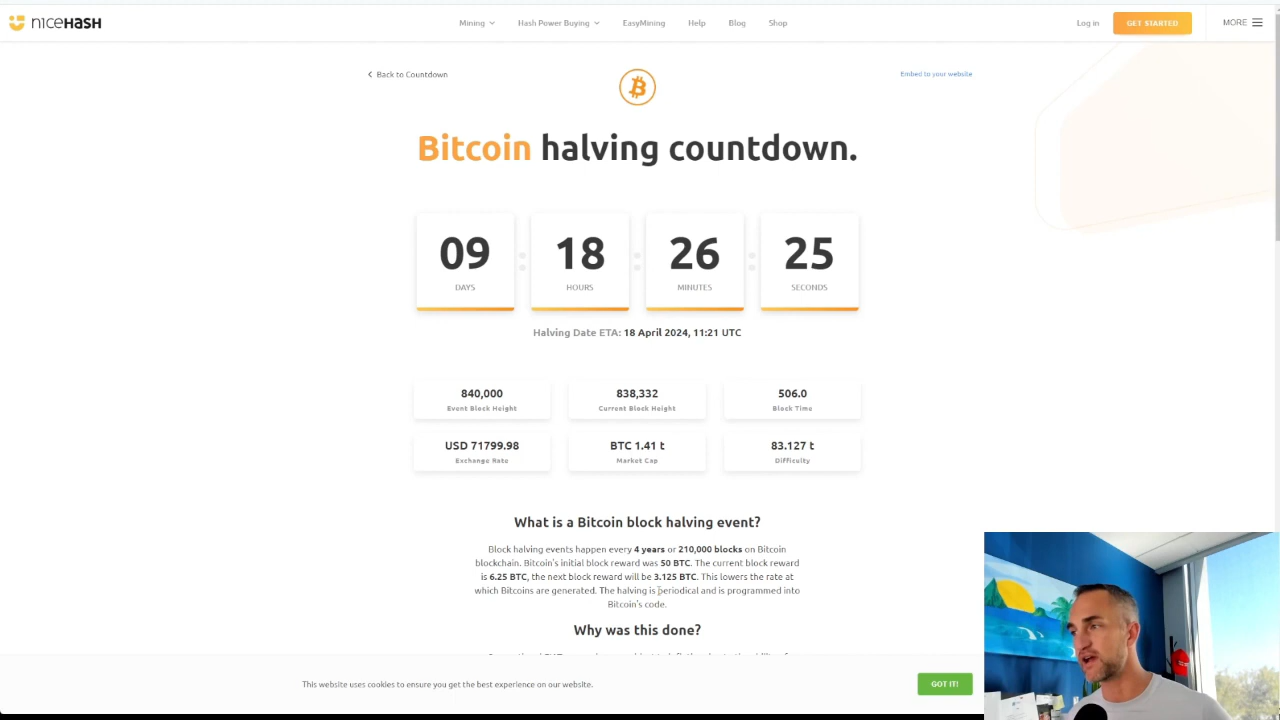 niceHASH
Mining
Hash Power Buying
EasyMining
Help
Blog
Shop
Log in
GET STARTED
MORE
Back to Countdown
Embed to your website
Bitcoin halving countdown.
09 : 18 : 26 : 25
DAYS HOURS MINUTES SECONDS
Halving Date ETA: 18 April 2024, 11:21 UTC
840,000
Event Block Height
838,332
Current Block Height
506.0
Block Time
USD 71799.98
Exchange Rate
BTC 1.41 t
Market Cap
83.127 t
Difficulty
What is a Bitcoin block halving event?
Block halving events happen every 4 years or 210,000 blocks on Bitcoin
blockchain. Bitcoin's initial block reward was 50 BTC. The current block reward
is 6.25 BTC, the next block reward will be 3.125 BTC. This lowers the rate at
which Bitcoins are generated. The halving is periodical and is programmed into
Bitcoin's code.
Why was this done?
This website uses cookies to ensure you get the best experience on our website.
GOT IT!